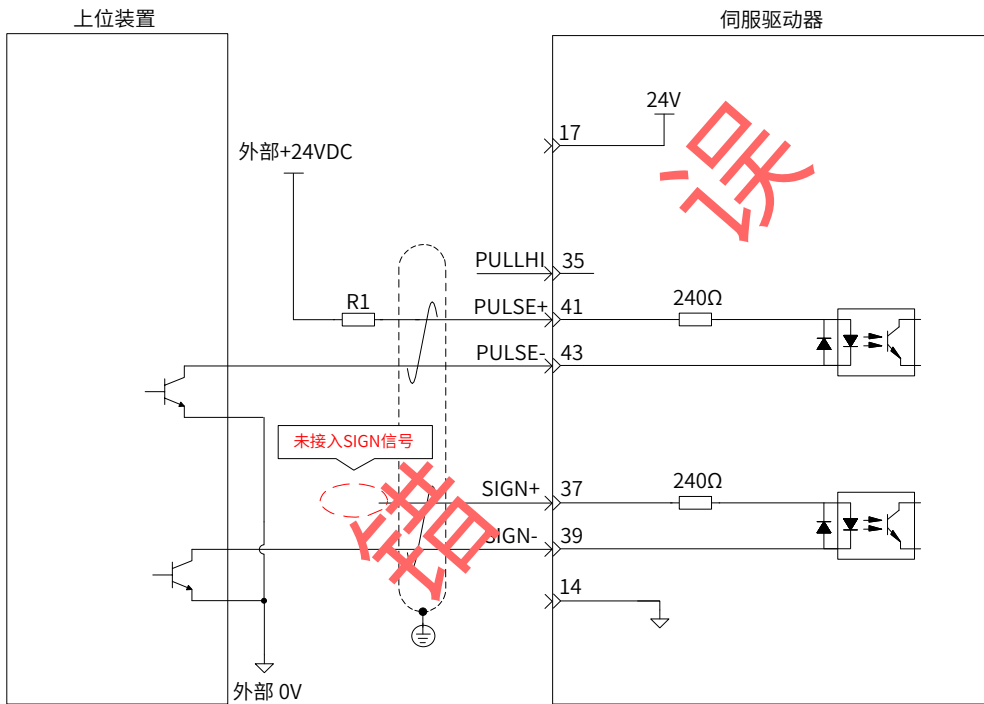 上位装置
伺服驱动器
24V
17
外部+24VDC
误
PULLHI
35
R1
PULSE+
41
240Ω
PULSE-
43
未接入SIGN信号
SIGN+
37
240Ω
错
SIGN-
39
14
外部 0V